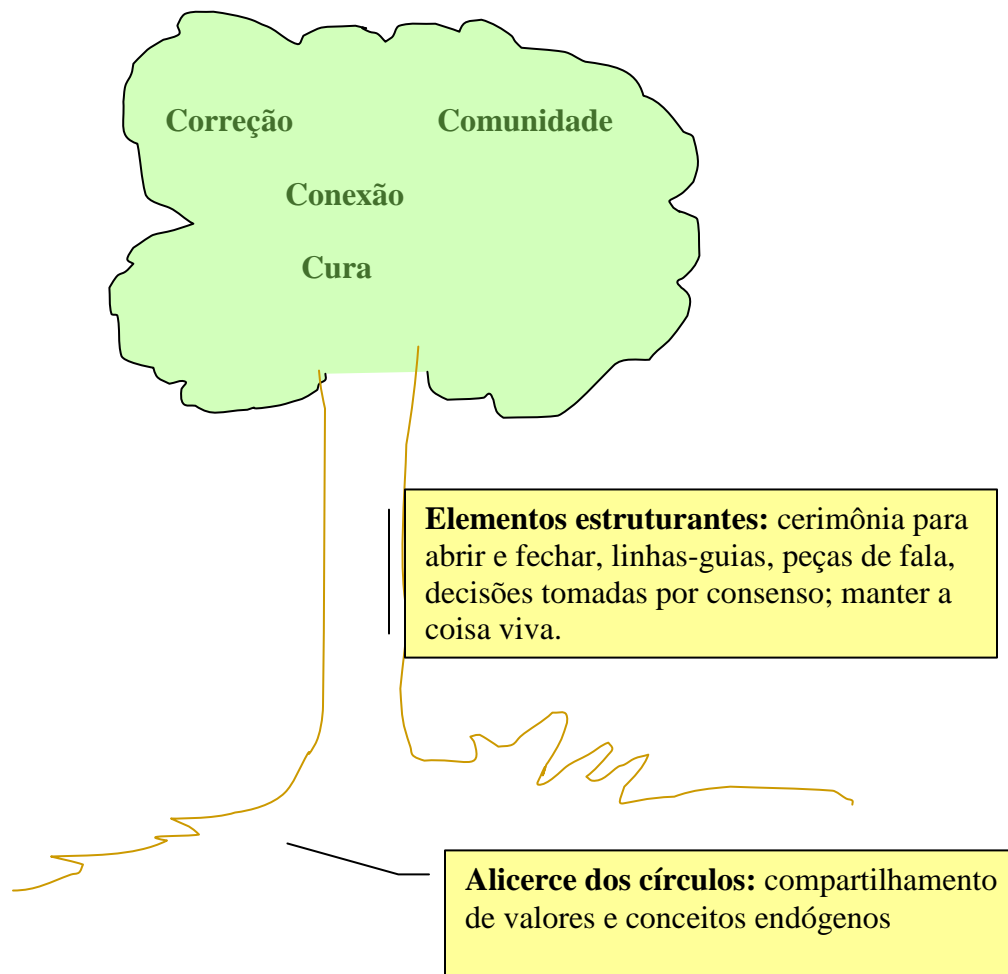 Correção Comunidade
Conexão
Cura
Elementos estruturantes: cerimônia para
abrir e fechar, linhas-guias, peças de fala,
decisões tomadas por consenso; manter a
coisa viva.
Alicerce dos círculos: compartilhamento
de valores e conceitos endógenos